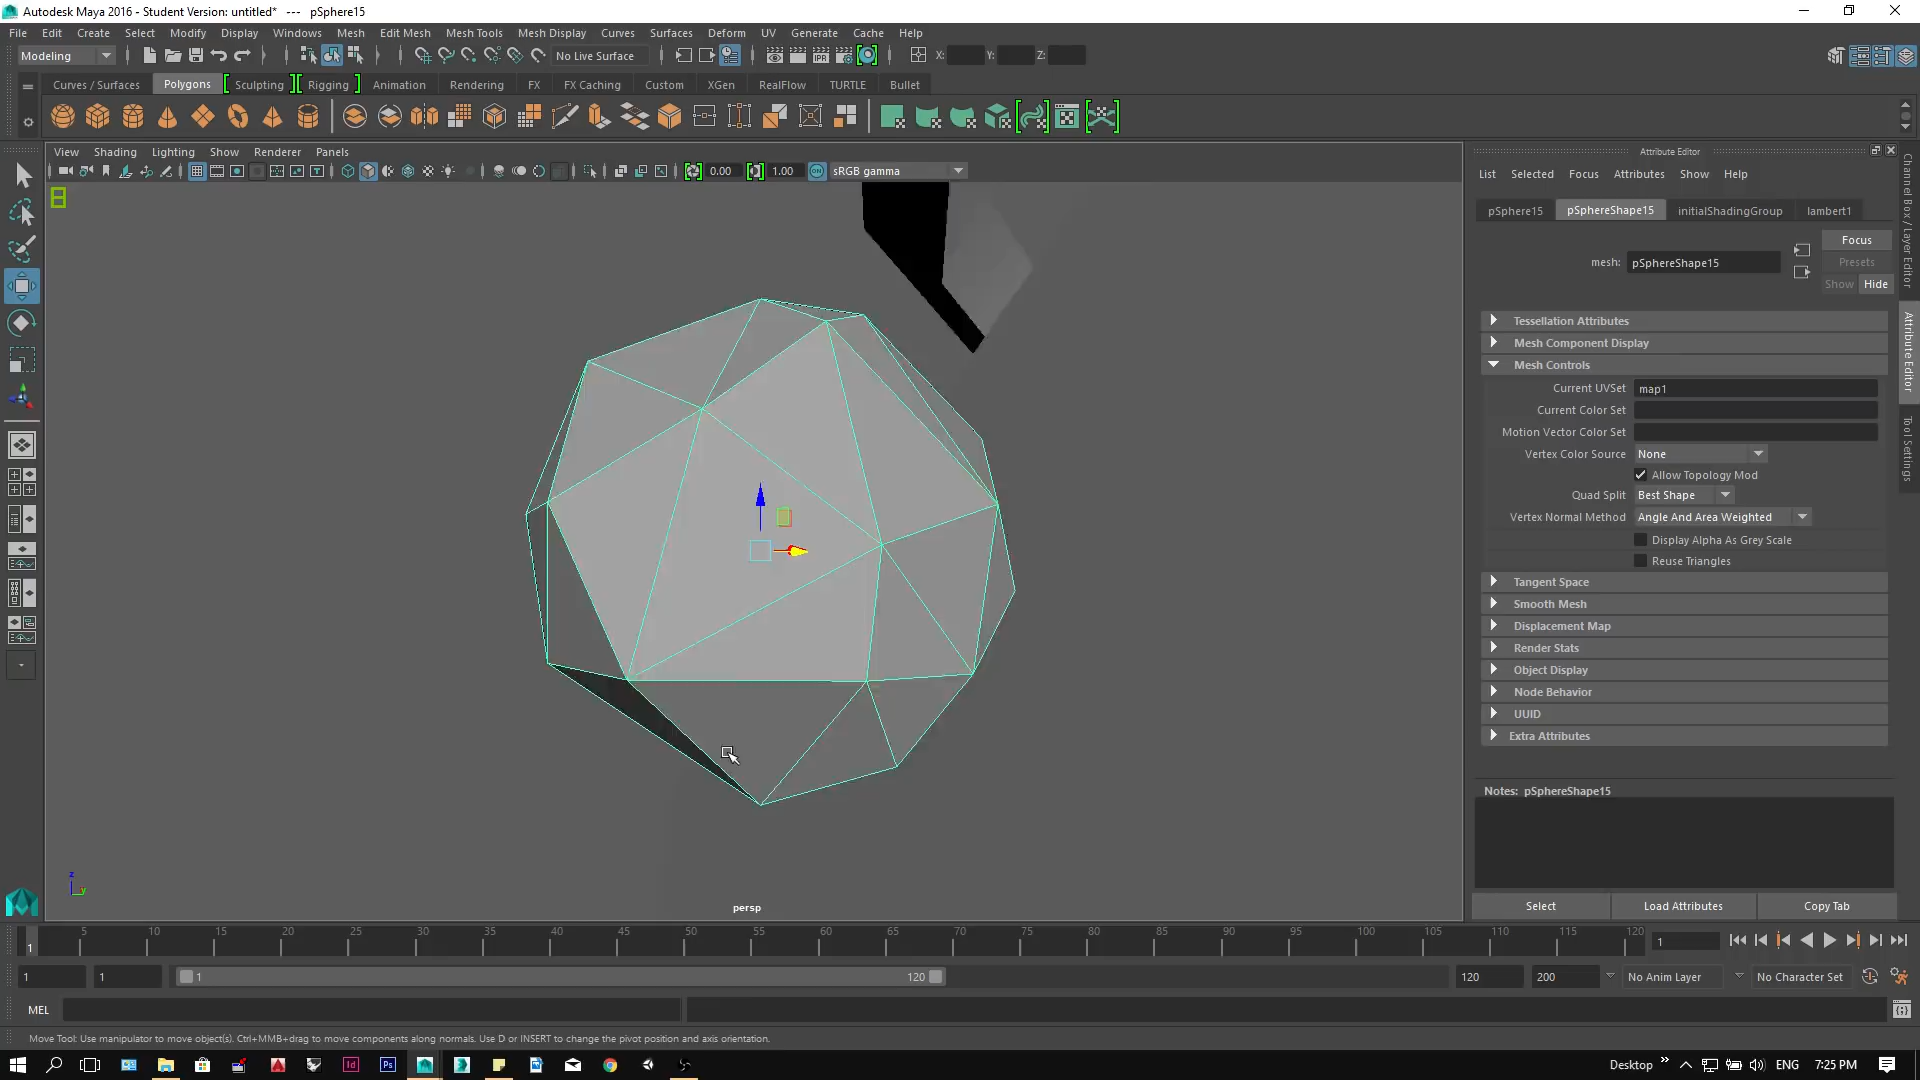 Autodesk Maya 2016 - Student Version: untitled* --- pSphere15
File Edit Create Select Modify Display Windows Mesh Edit Mesh Mesh Tools Mesh Display Curves Surfaces Deform UV Generate Cache Help
Modeling No Live Surface X: Y: Z:
Curves / Surfaces Polygons Sculpting Rigging Animation Rendering FX FX Caching Custom XGen RealFlow TURTLE Bullet
View Shading Lighting Show Renderer Panels
0.00 1.00 ON sRGB gamma
persp
Attribute Editor
List Selected Focus Attributes Show Help
pSphere15 pSphereShape15 initialShadingGroup lambert1
mesh: pSphereShape15
Focus
Presets
Show Hide
Tessellation Attributes
Mesh Component Display
Mesh Controls
Current UVSet map1
Current Color Set
Motion Vector Color Set
Vertex Color Source None
Allow Topology Mod
Quad Split Best Shape
Vertex Normal Method Angle And Area Weighted
Display Alpha As Grey Scale
Reuse Triangles
Tangent Space
Smooth Mesh
Displacement Map
Render Stats
Object Display
Node Behavior
UUID
Extra Attributes
Notes: pSphereShape15
Select Load Attributes Copy Tab
Channel Box / Layer Editor
Attribute Editor
Tool Settings
z
y
1 5 10 15 20 25 30 35 40 45 50 55 60 65 70 75 80 85 90 95 100 105 110 115 120 1
1 1 1 120 120 200 No Anim Layer No Character Set
MEL
Move Tool: Use manipulator to move object(s). Ctrl+MMB+drag to move components along normals. Use D or INSERT to change the pivot position and axis orientation.
Desktop ENG 7:25 PM